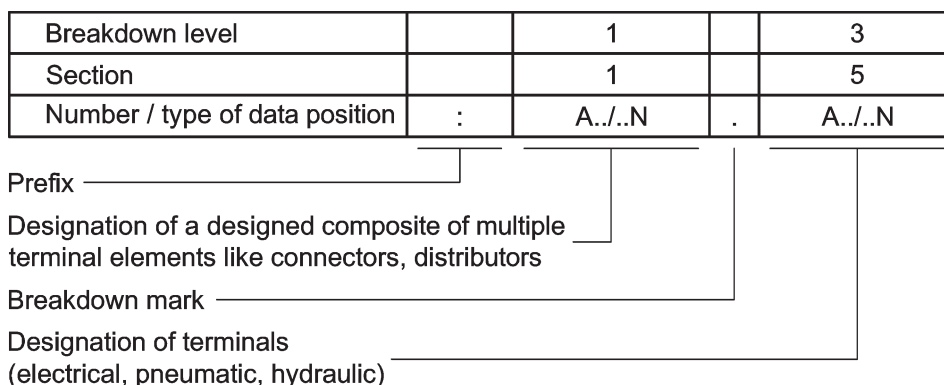 Breakdown level 1 3
Section 1 5
Number / type of data position : A../..N . A../..N
Prefix
Designation of a designed composite of multiple
terminal elements like connectors, distributors
Breakdown mark
Designation of terminals
(electrical, pneumatic, hydraulic)